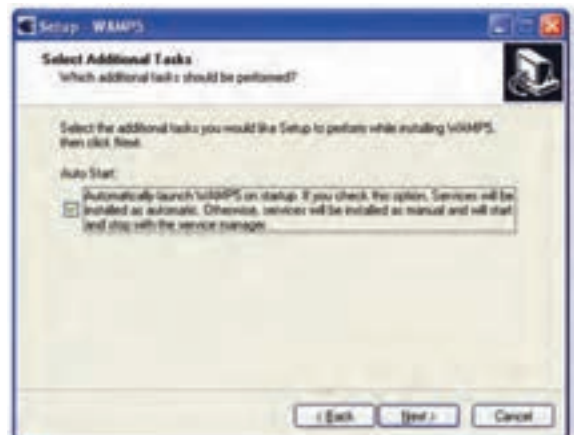 Setup - WAMP5
Select Additional Tasks
Which additional tasks should be performed?
Select the additional tasks you would like Setup to perform while installing WAMP5,
then click Next.
Auto Start:
Automatically launch WAMP5 on startup. If you check this option, Services will be
installed as automatic. Otherwise, services will be installed as manual and will start
and stop with the service manager.
< Back
Next >
Cancel